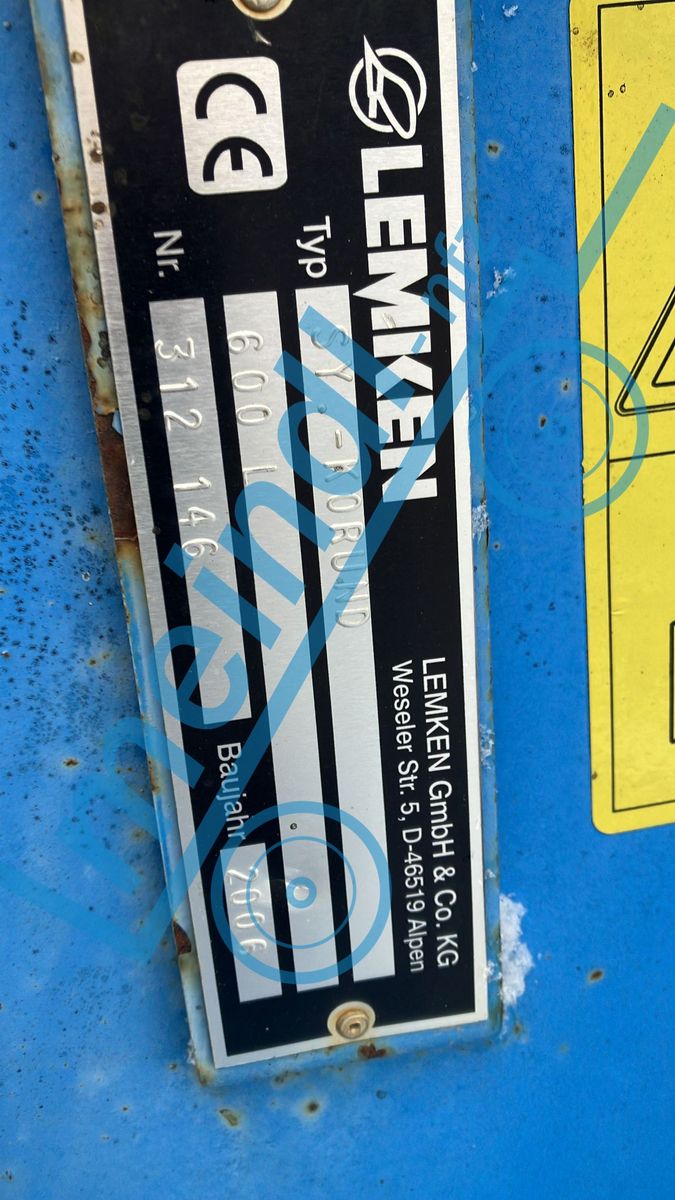 LEMKEN
LEMKEN GmbH & Co. KG
Weseler Str. 5, D-46519 Alpen
CE
Typ SY.-KORUND
600 L
Nr. 312 146 Baujahr 2006
meindl